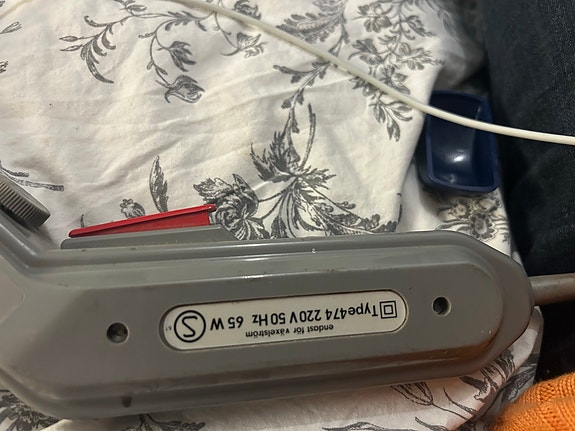 endast för växelström
Type474 220V 50Hz 65W
S